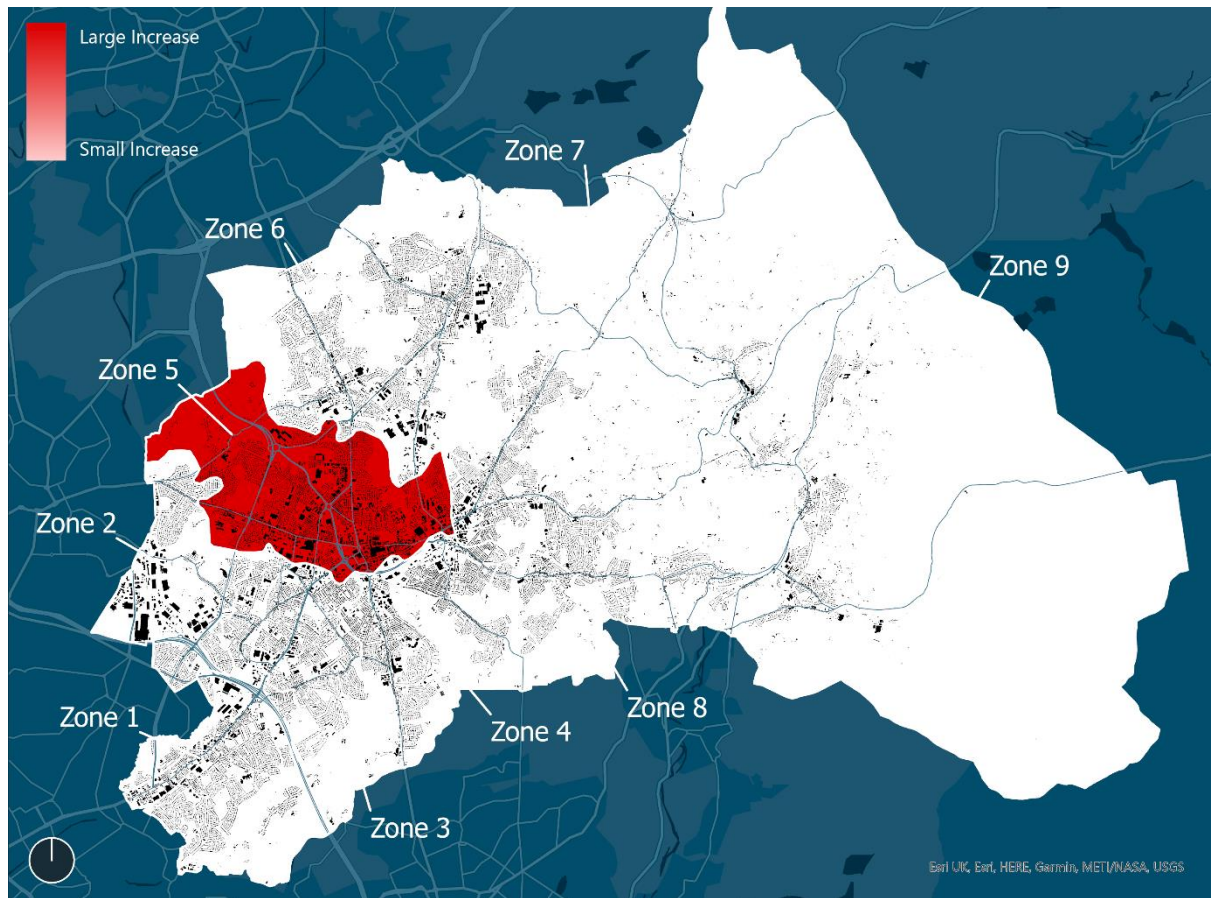 Large Increase
Small Increase
Zone 7
Zone 6
Zone 9
Zone 5
Zone 2
Zone 1
Zone 8
Zone 4
Zone 3
Esri UK, Esri, HERE, Garmin, METI/NASA, USGS